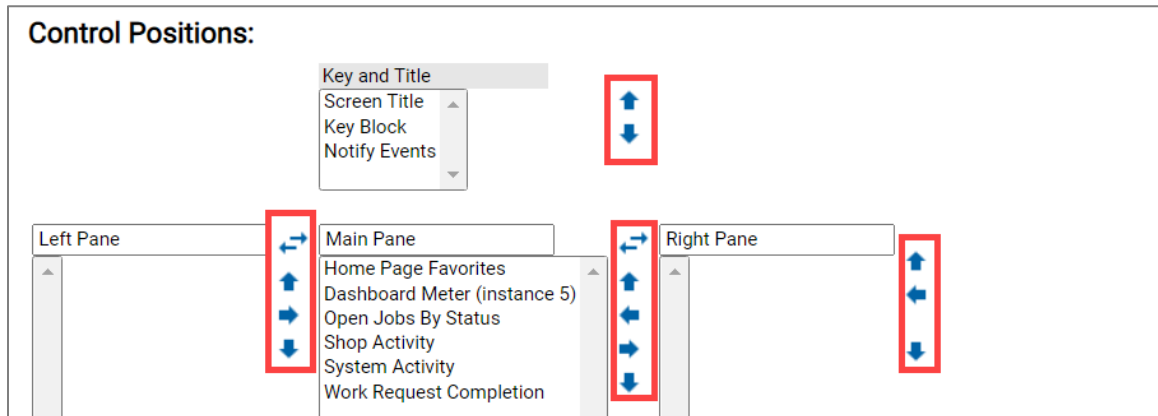 Control Positions:
Key and Title
Screen Title
Key Block
Notify Events
Left Pane
Main Pane
Right Pane
Home Page Favorites
Dashboard Meter (instance 5)
Open Jobs By Status
Shop Activity
System Activity
Work Request Completion